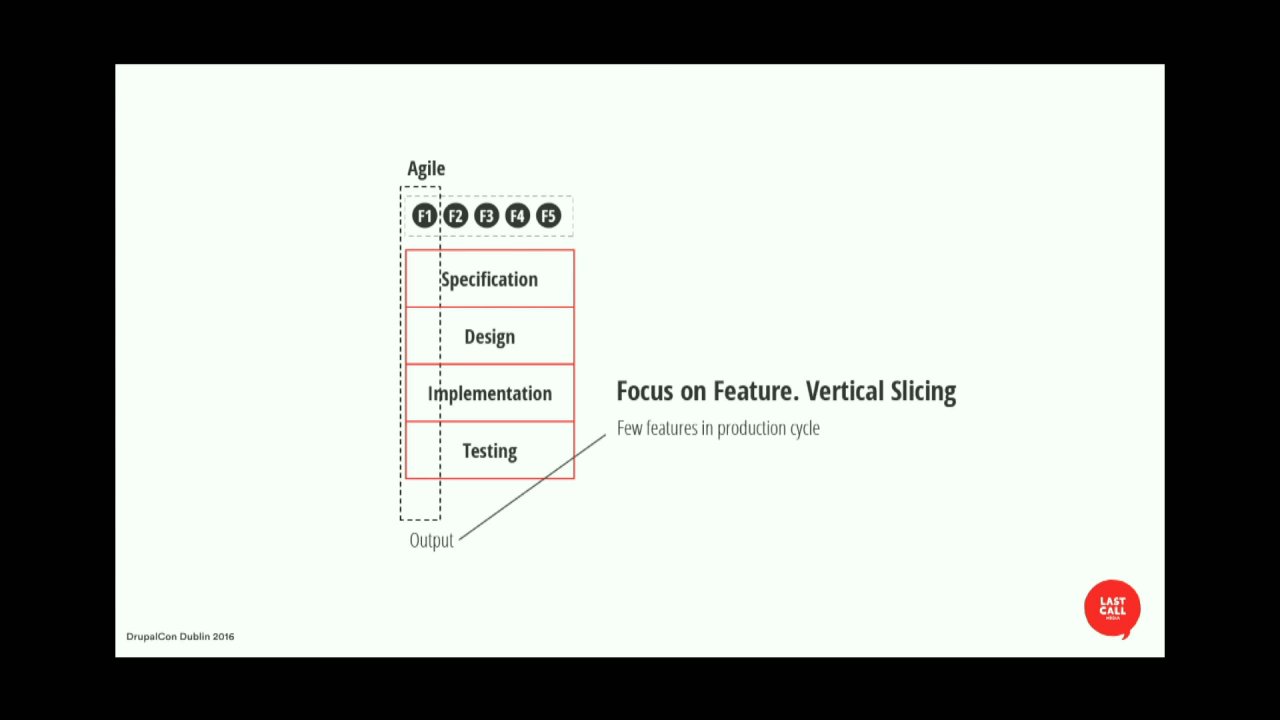 Agile
F1 F2 F3 F4 F5
Specification
Design
Implementation
Testing
Focus on Feature. Vertical Slicing
Few features in production cycle
Output
LAST
CALL
MEDIA
DrupalCon Dublin 2016